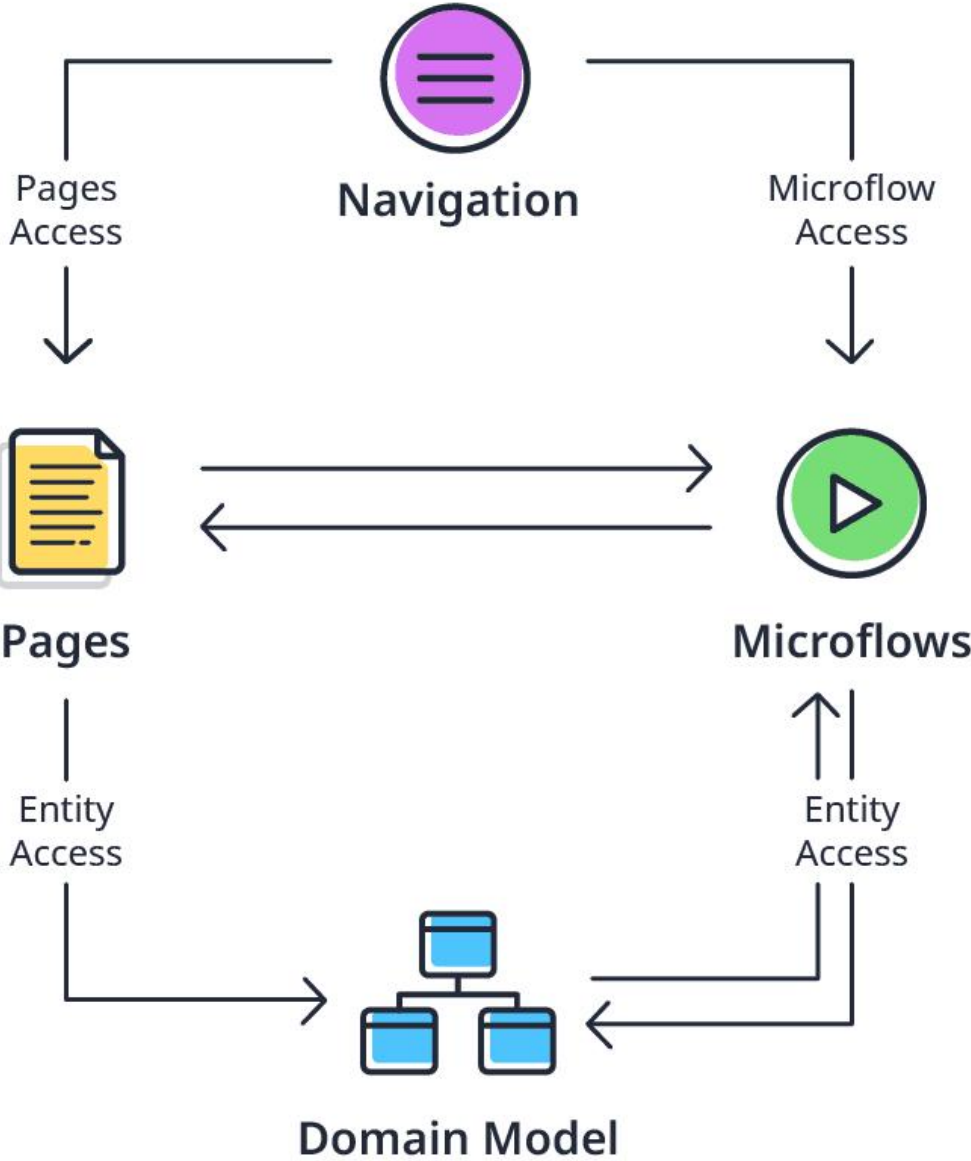 Navigation
Pages
Access
Microflow
Access
Pages
Microflows
Entity
Access
Entity
Access
Domain Model